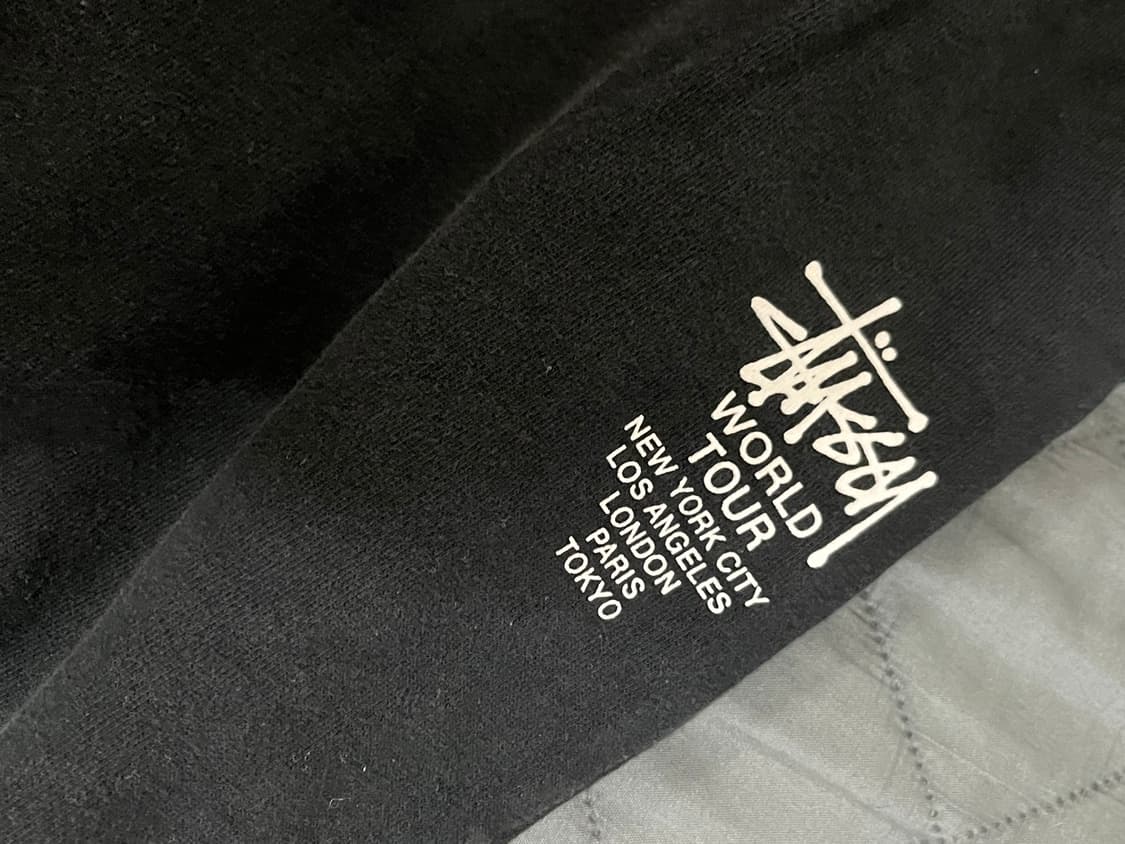 Stüssy
WORLD
TOUR
NEW YORK CITY
LOS ANGELES
LONDON
PARIS
TOKYO